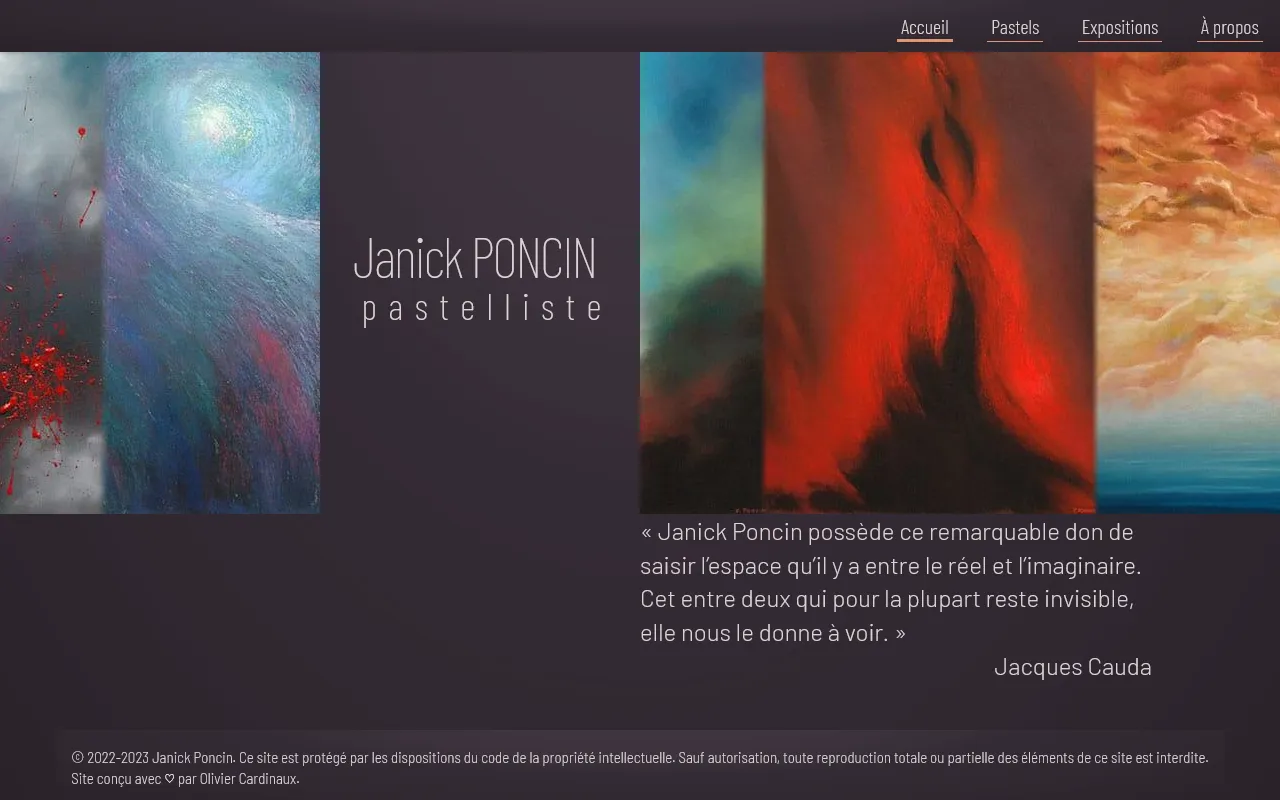 Accueil Pastels Expositions À propos
Janick PONCIN
pastelliste
« Janick Poncin possède ce remarquable don de
saisir l’espace qu’il y a entre le réel et l’imaginaire.
Cet entre deux qui pour la plupart reste invisible,
elle nous le donne à voir. »
Jacques Cauda
© 2022-2023 Janick Poncin. Ce site est protégé par les dispositions du code de la propriété intellectuelle. Sauf autorisation, toute reproduction totale ou partielle des éléments de ce site est interdite.
Site conçu avec ♡ par Olivier Cardinaux.